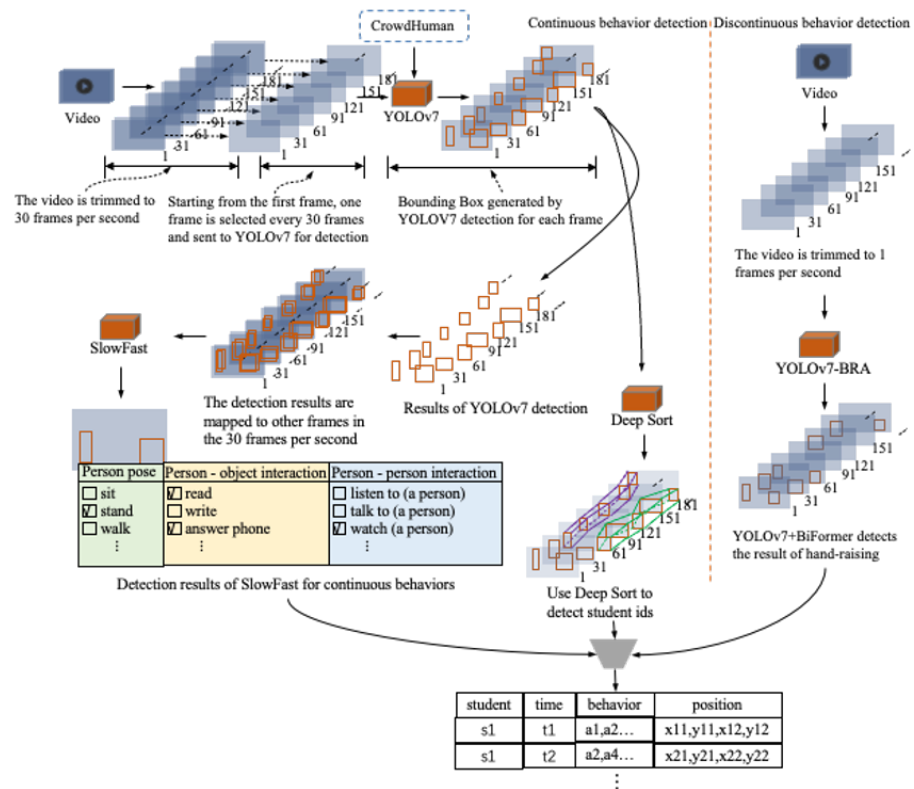 CrowdHuman
Continuous behavior detection
Discontinuous behavior detection
Video
1
-31
-61
-91
-121
-151
-181
1
31
61
91
121
151
181
YOLOv7
1
31
61
91
121
151
181
The video is trimmed to
30 frames per second
Starting from the first frame, one
frame is selected every 30 frames
and sent to YOLOv7 for detection
Bounding Box generated by
YOLOV7 detection for each frame
Video
1
31
61
91
121
151
The video is trimmed to 1
frames per second
YOLOv7-BRA
1
31
61
91
121
151
YOLOv7+BiFormer detects
the result of hand-raising
SlowFast
1
-31
-61
-91
-121
-151
The detection results are
mapped to other frames in
the 30 frames per second
1
31
61
91
121
151
181
Results of YOLOv7 detection
Deep Sort
1
31
61
91
121
151
181
Use Deep Sort to
detect student ids
Person pose
sit
stand
walk
⋮
Person - object interaction
read
write
answer phone
⋮
Person - person interaction
listen to (a person)
talk to (a person)
watch (a person)
⋮
Detection results of SlowFast for continuous behaviors
student time behavior position
s1 t1 a1,a2... x11,y11,x12,y12
s1 t2 a2,a4... x21,y21,x22,y22
⋮